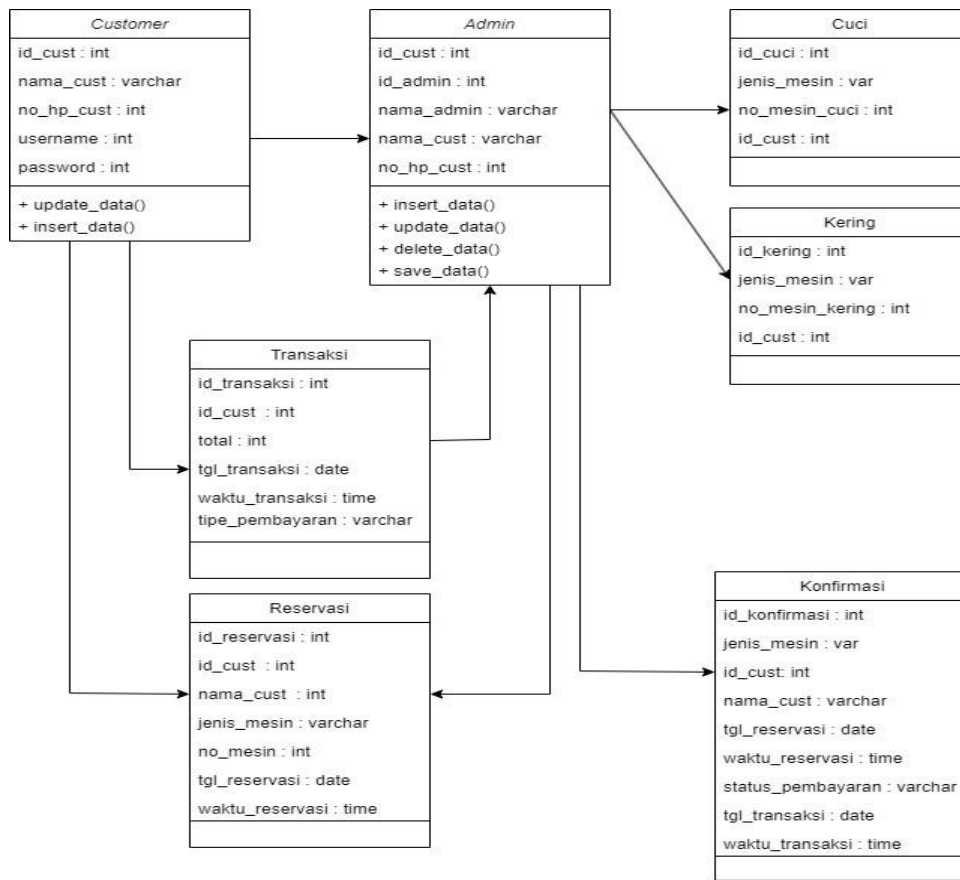 Customer
id_cust : int
nama_cust : varchar
no_hp_cust : int
username : int
password : int
+ update_data()
+ insert_data()
Admin
id_cust : int
id_admin : int
nama_admin : varchar
nama_cust : varchar
no_hp_cust : int
+ insert_data()
+ update_data()
+ delete_data()
+ save_data()
Cuci
id_cuci : int
jenis_mesin : var
no_mesin_cuci : int
id_cust : int
Kering
id_kering : int
jenis_mesin : var
no_mesin_kering : int
id_cust : int
Transaksi
id_transaksi : int
id_cust : int
total : int
tgl_transaksi : date
waktu_transaksi : time
tipe_pembayaran : varchar
Reservasi
id_reservasi : int
id_cust : int
nama_cust : int
jenis_mesin : varchar
no_mesin : int
tgl_reservasi : date
waktu_reservasi : time
Konfirmasi
id_konfirmasi : int
jenis_mesin : var
id_cust: int
nama_cust : varchar
tgl_reservasi : date
waktu_reservasi : time
status_pembayaran : varchar
tgl_transaksi : date
waktu_transaksi : time